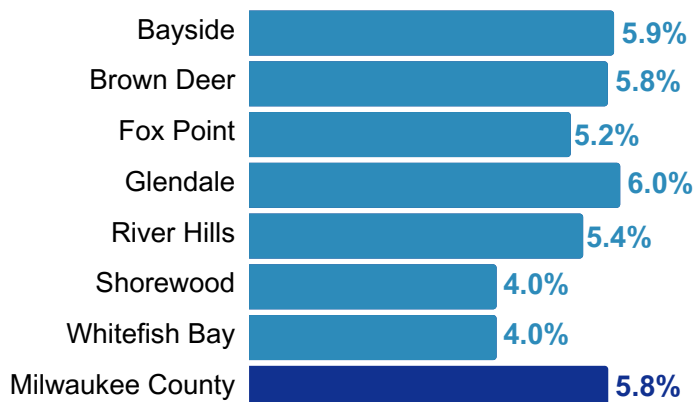 Bayside 5.9%
Brown Deer 5.8%
Fox Point 5.2%
Glendale 6.0%
River Hills 5.4%
Shorewood 4.0%
Whitefish Bay 4.0%
Milwaukee County 5.8%